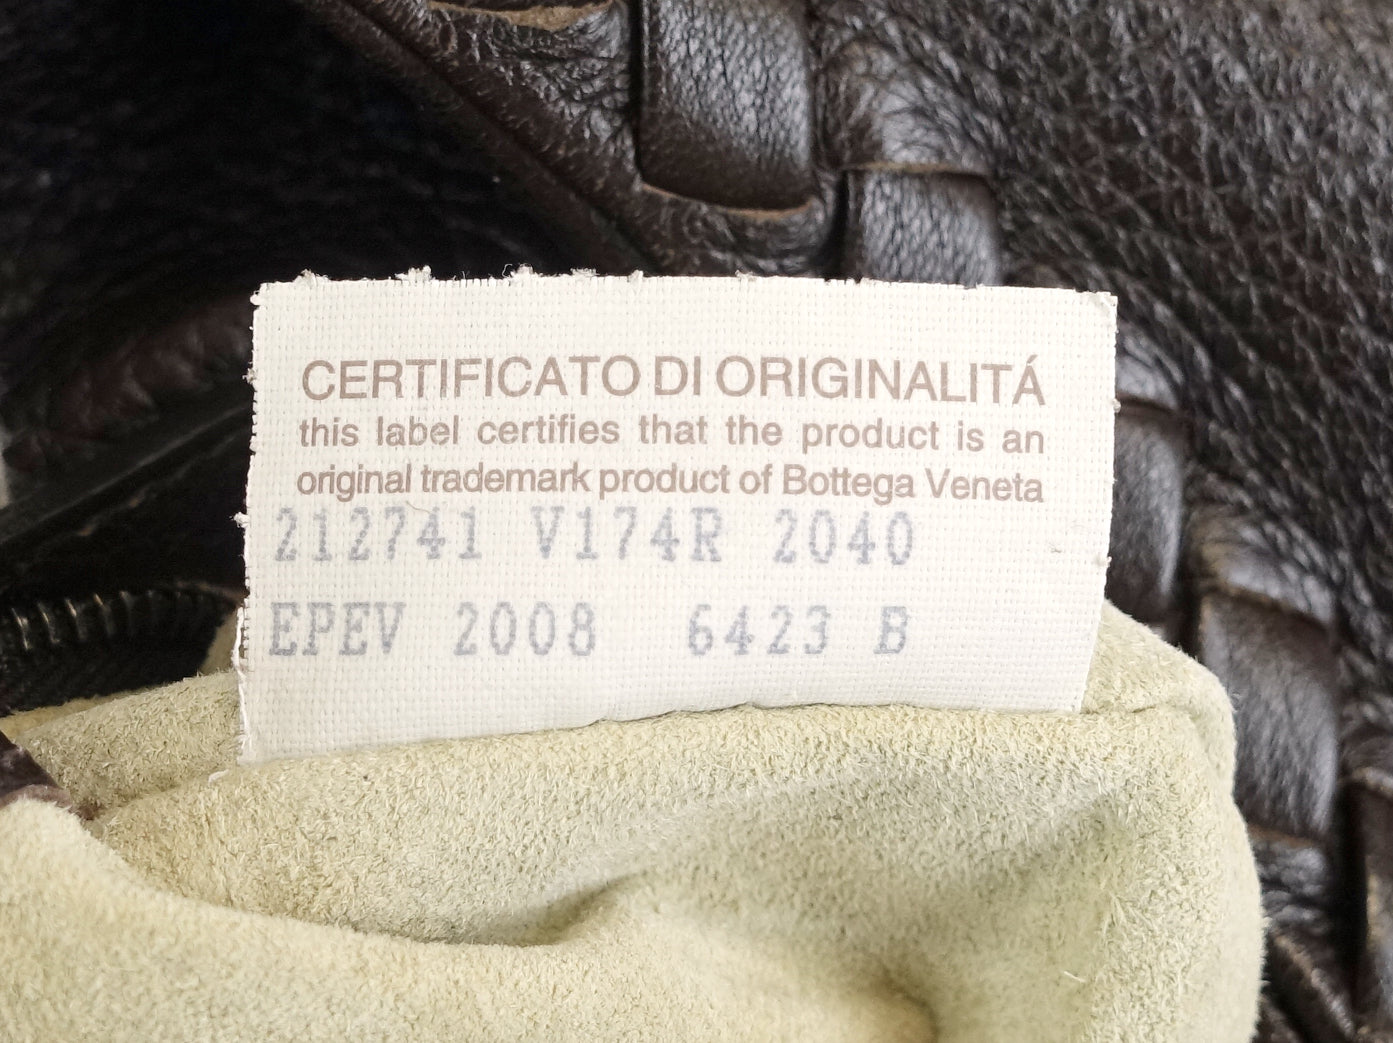 CERTIFICATO DI ORIGINALITÁ
this label certifies that the product is an
original trademark product of Bottega Veneta
212741 V174R 2040
EPEV 2008 6423 B